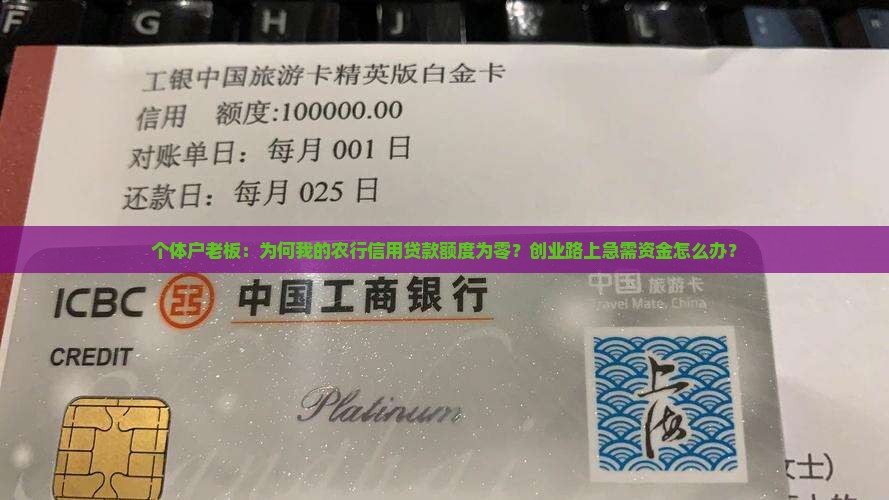 F G H J L
工银中国旅游卡精英版白金卡
信用 额度:100000.00
对账单日：每月 001 日
还款日：每月 025 日
个体户老板：为何我的农行信用贷款额度为零？创业路上急需资金怎么办？
ICBC 中国工商银行
中国旅游卡
Travel Mate, China
CREDIT
Platinum
上海
女士)